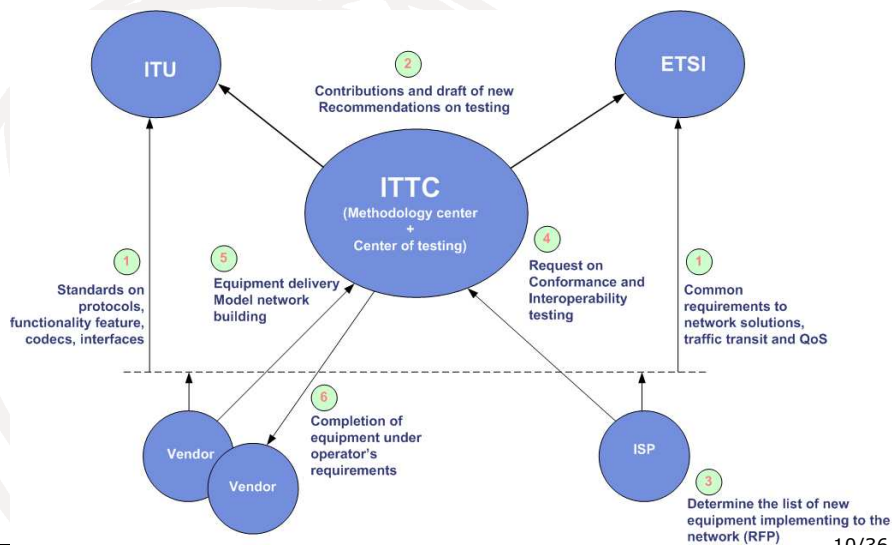 ITU
ETSI
2
Contributions and draft of new
Recommendations on testing
ITTC
(Methodology center
+
Center of testing)
1
Standards on
protocols,
functionality feature,
codecs, interfaces
5
Equipment delivery
Model network
building
4
Request on
Conformance and
Interoperability
testing
1
Common
requirements to
network solutions,
traffic transit and QoS
6
Completion of
equipment under
operator's
requirements
Vendor
Vendor
ISP
3
Determine the list of new
equipment implementing to the
network (RFP)
10/36